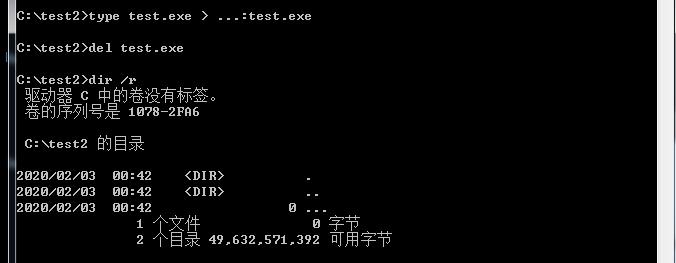 C:\test2>type test.exe > ...:test.exe
C:\test2>del test.exe
C:\test2>dir /r
驱动器 C 中的卷没有标签。
卷的序列号是 1078-2FA6
C:\test2 的目录
2020/02/03  00:42    <DIR>          .
2020/02/03  00:42    <DIR>          ..
2020/02/03  00:42                 0 ...
1 个文件              0 字节
2 个目录 49,632,571,392 可用字节